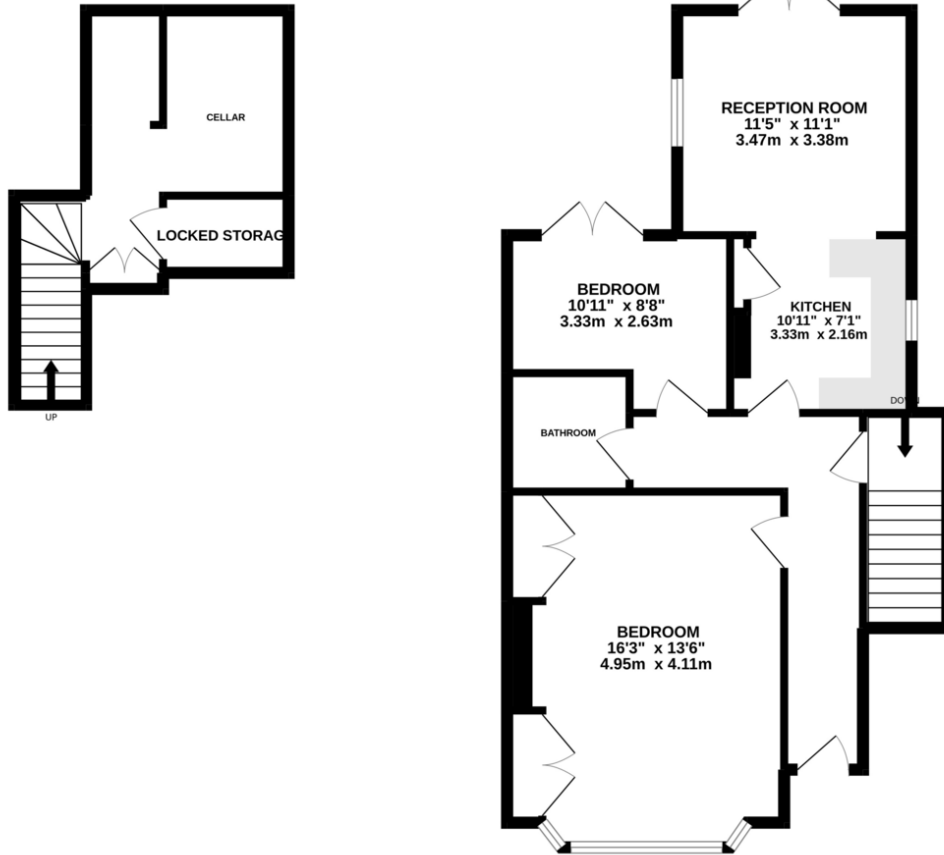 CELLAR
LOCKED STORAG
UP
RECEPTION ROOM
11'5" x 11'1"
3.47m x 3.38m
BEDROOM
10'11" x 8'8"
3.33m x 2.63m
KITCHEN
10'11" x 7'1"
3.33m x 2.16m
DOWN
BATHROOM
BEDROOM
16'3" x 13'6"
4.95m x 4.11m